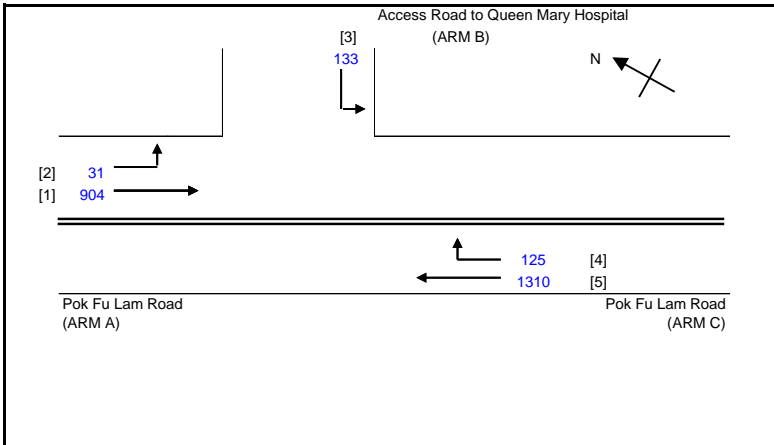 Access Road to Queen Mary Hospital
[3] (ARM B)
133 N
[2] 31
[1] 904
125 [4]
1310 [5]
Pok Fu Lam Road Pok Fu Lam Road
(ARM A) (ARM C)